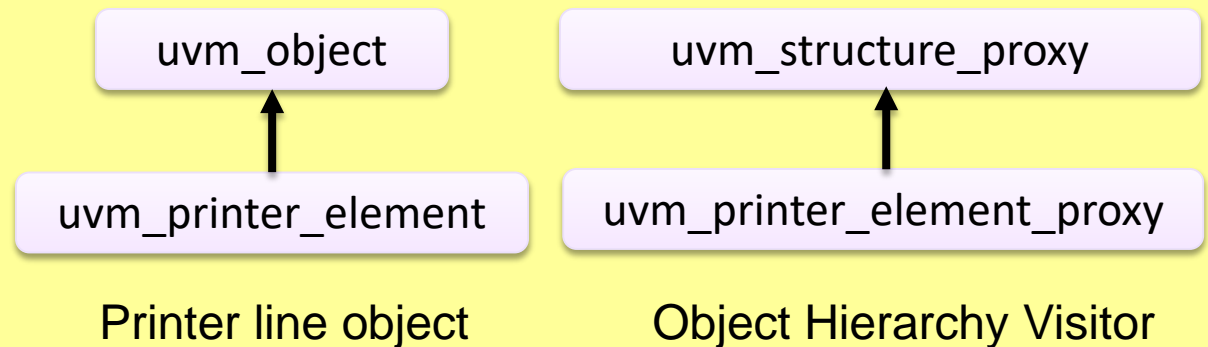 uvm_object
uvm_structure_proxy
uvm_printer_element
uvm_printer_element_proxy
Printer line object
Object Hierarchy Visitor